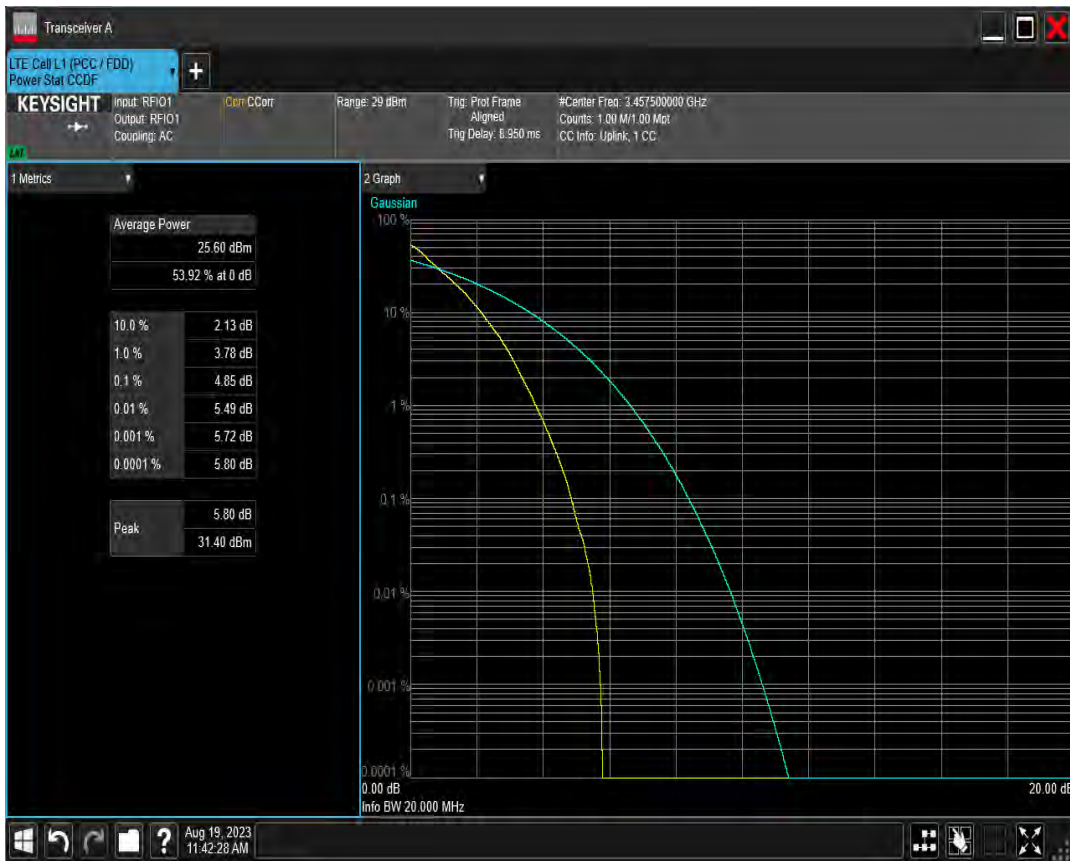 Transceiver A
LTE Cell L1 (PCC / FDD)
Power Stat CCDF
+
KEYSIGHT
Input: RFIO1
Output: RFIO1
Coupling: AC
Corr CCorr
Range: 29 dBm
Trig: Prot Frame
Aligned
Trig Delay: 8.950 ms
#Center Freq: 3.457500000 GHz
Counts: 1.00 M/1.00 Mpt
CC Info: Uplink, 1 CC
LXI
1 Metrics
Average Power
25.60 dBm
53.92 % at 0 dB
10.0 % 2.13 dB
1.0 % 3.78 dB
0.1 % 4.85 dB
0.01 % 5.49 dB
0.001 % 5.72 dB
0.0001 % 5.80 dB
Peak
5.80 dB
31.40 dBm
2 Graph
Gaussian
100 %
10 %
1 %
0.1 %
0.01 %
0.001 %
0.0001 %
0.00 dB
20.00 dB
Info BW 20.000 MHz
?
Aug 19, 2023
11:42:28 AM